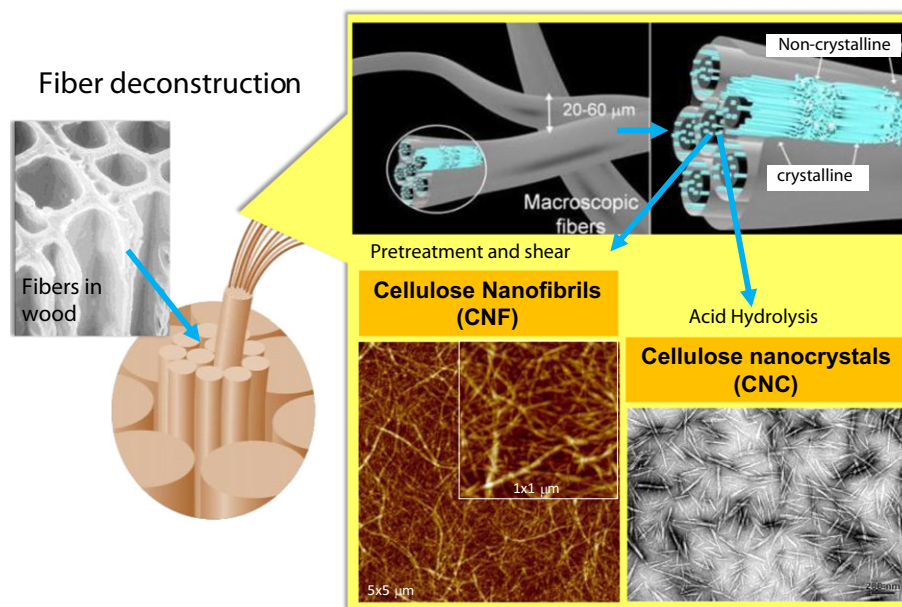 Fiber deconstruction
Fibers in
wood
20-60 μm
Macroscopic
fibers
Non-crystalline
crystalline
Pretreatment and shear
Cellulose Nanofibrils
(CNF)
1x1 μm
5x5 μm
Acid Hydrolysis
Cellulose nanocrystals
(CNC)